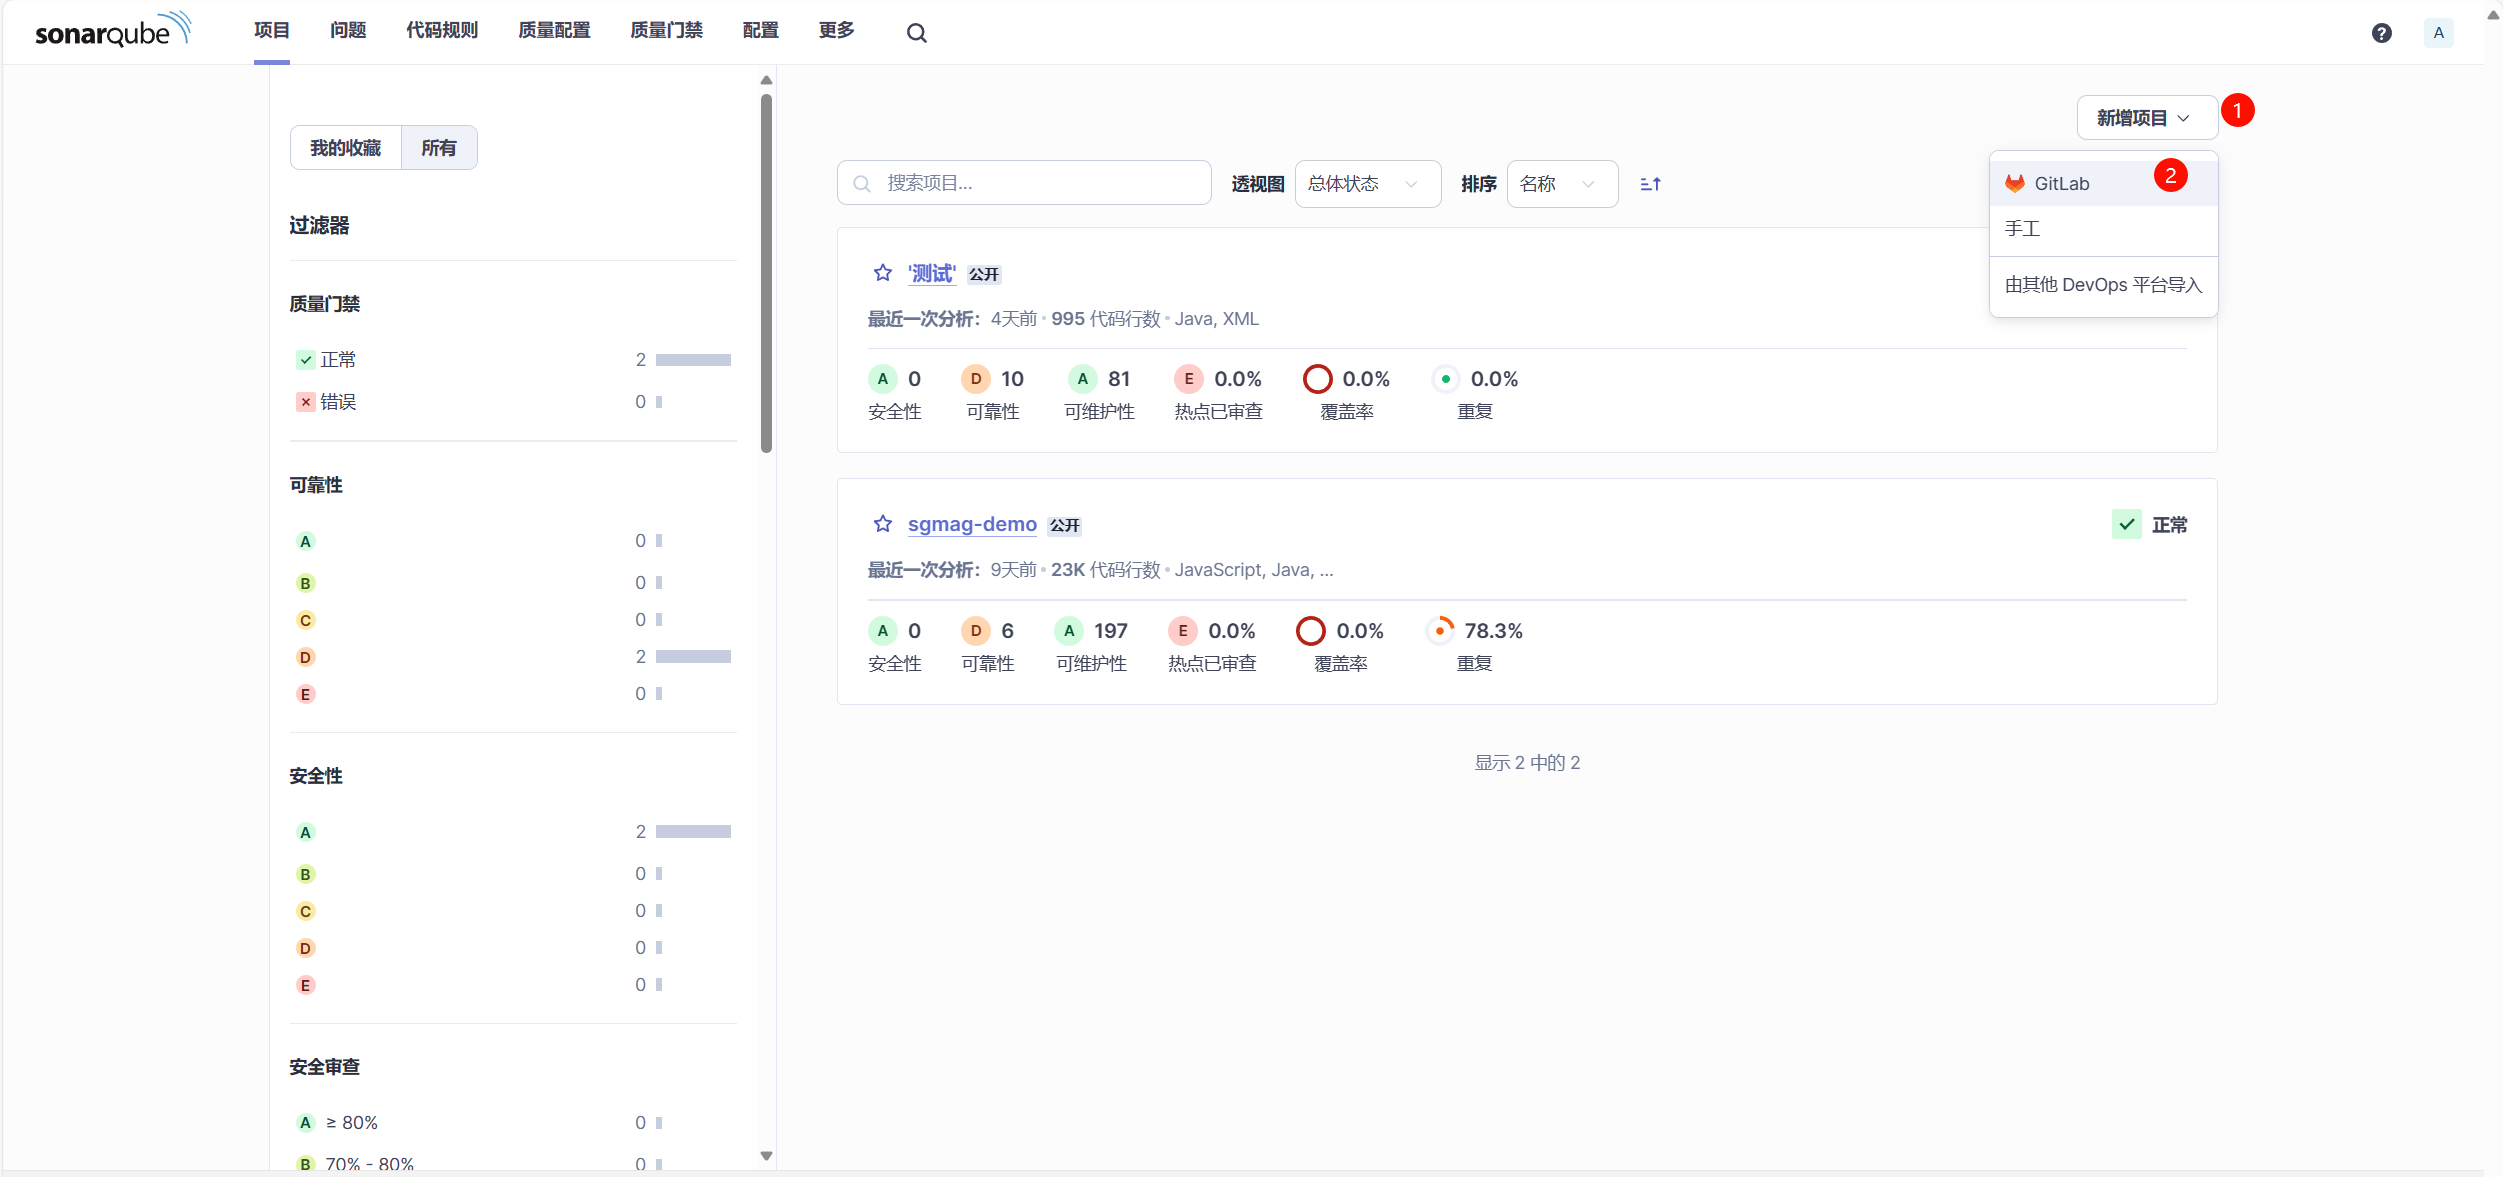 sonarqube 项目 问题 代码规则 质量配置 质量门禁 配置 更多 ? A
我的收藏 所有
过滤器
质量门禁
正常 2
错误 0
可靠性
A 0
B 0
C 0
D 2
E 0
安全性
A 2
B 0
C 0
D 0
E 0
安全审查
A ≥ 80% 0
B 70% - 80% 0
新增项目 1
搜索项目... 透视图 总体状态 排序 名称
GitLab 2
手工
由其他 DevOps 平台导入
'测试' 公开
最近一次分析： 4天前 • 995 代码行数 • Java, XML
A 0 D 10 A 81 E 0.0% 0.0% 0.0%
安全性 可靠性 可维护性 热点已审查 覆盖率 重复
sgmag-demo 公开 正常
最近一次分析： 9天前 • 23K 代码行数 • JavaScript, Java, ...
A 0 D 6 A 197 E 0.0% 0.0% 78.3%
安全性 可靠性 可维护性 热点已审查 覆盖率 重复
显示 2 中的 2